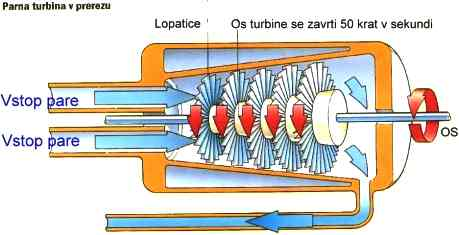 Parna turbina v prerezu
Lopatice
Os turbine se zavrti 50 krat v sekundi
Vstop pare
Vstop pare
OS